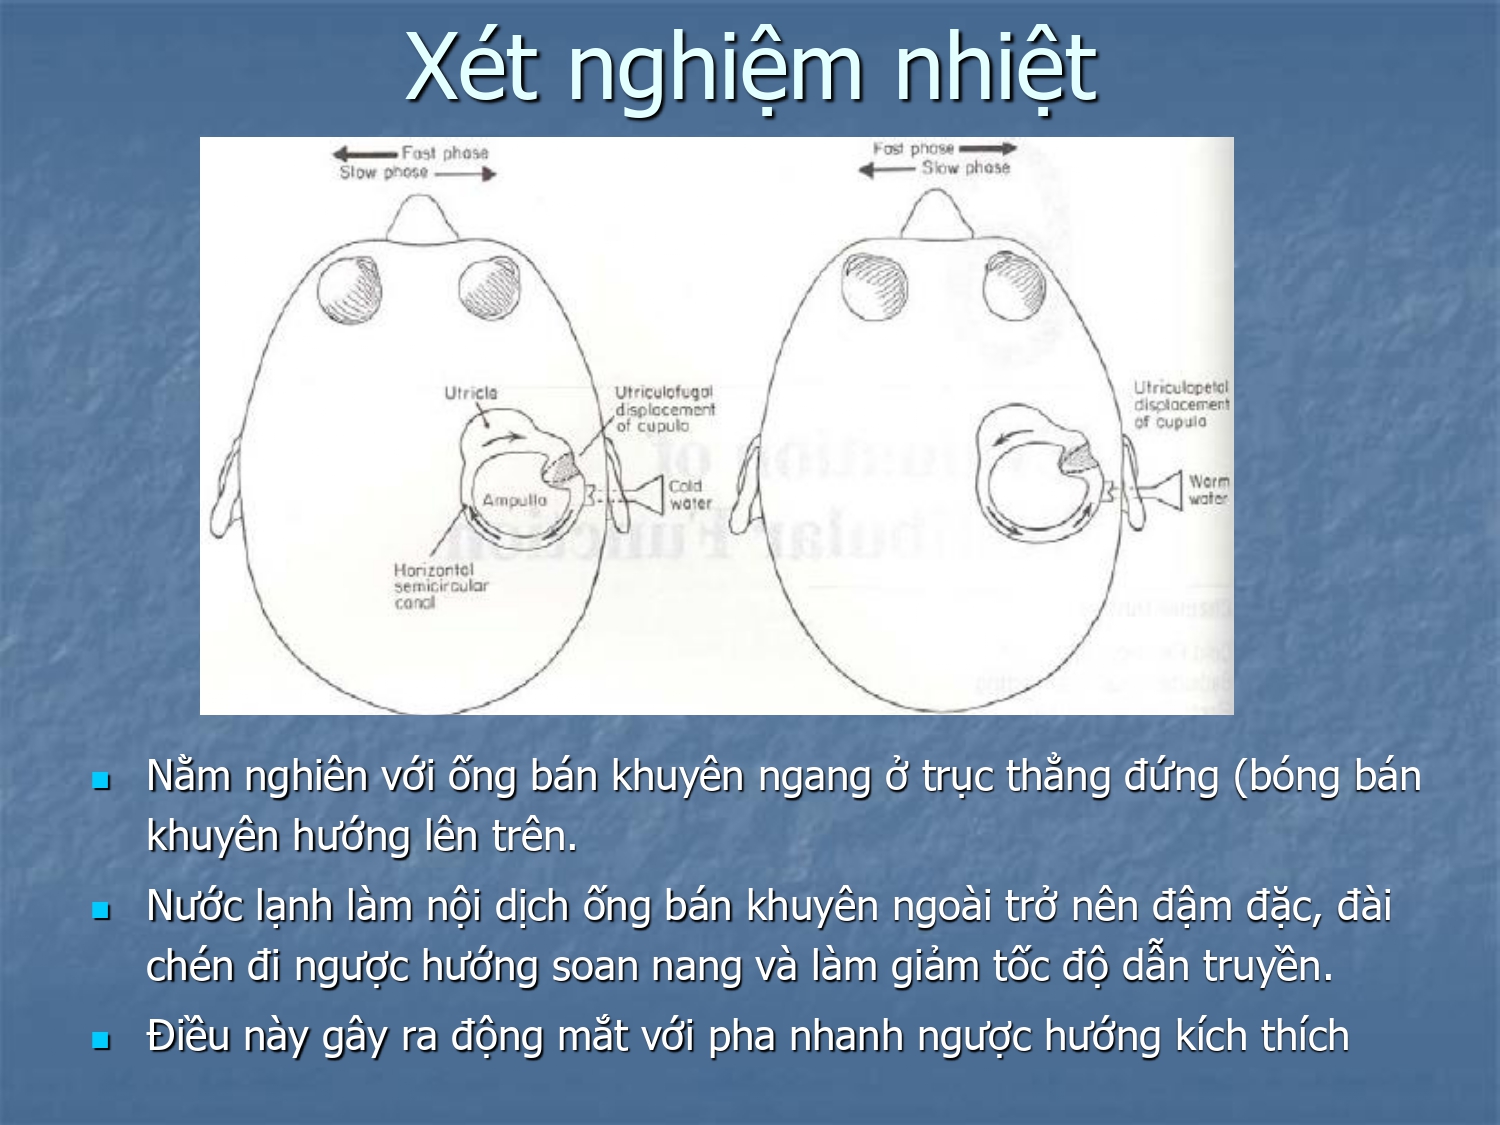 Xét nghiệm nhiệt
Fast phase
Slow phase
Fast phase
Slow phase
Utricle
Utriculofugal
displacement
of cupula
Ampulla
Cold
water
Horizontal
semicircular
canal
Utriculopetal
displacement
of cupula
Warm
water
Nằm nghiên với ống bán khuyên ngang ở trục thẳng đứng (bóng bán
khuyên hướng lên trên.
Nước lạnh làm nội dịch ống bán khuyên ngoài trở nên đậm đặc, đài
chén đi ngược hướng soan nang và làm giảm tốc độ dẫn truyền.
Điều này gây ra động mắt với pha nhanh ngược hướng kích thích